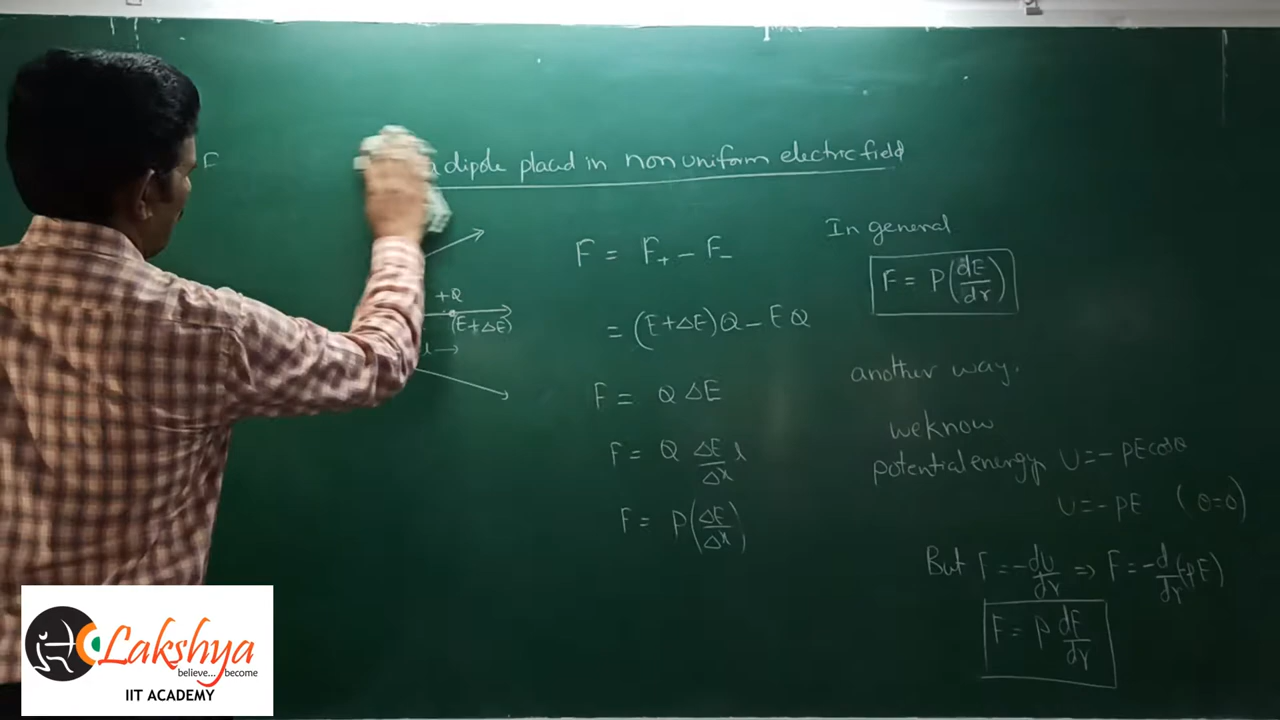 F
dipole placed in non uniform electric field
+Q
(E+ΔE)
l
F = F₊ - F₋
= (E+ΔE)Q - EQ
F = Q ΔE
F = Q ΔE/Δx l
F = P(ΔE/Δx)
In general
F = P(dE/dr)
another way.
we know
potential energy U = - pE cosθ
U = - pE (θ=0)
But F = -dU/dr ⇒ F = -d/dr(-pE)
F = P dE/dr
Lakshya
believe... become
IIT ACADEMY